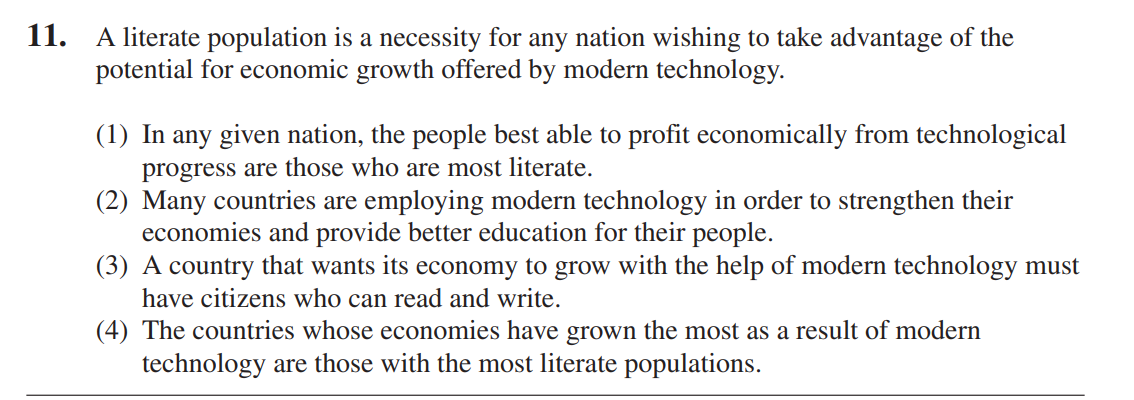 11. A literate population is a necessity for any nation wishing to take advantage of the
potential for economic growth offered by modern technology.
(1) In any given nation, the people best able to profit economically from technological
progress are those who are most literate.
(2) Many countries are employing modern technology in order to strengthen their
economies and provide better education for their people.
(3) A country that wants its economy to grow with the help of modern technology must
have citizens who can read and write.
(4) The countries whose economies have grown the most as a result of modern
technology are those with the most literate populations.